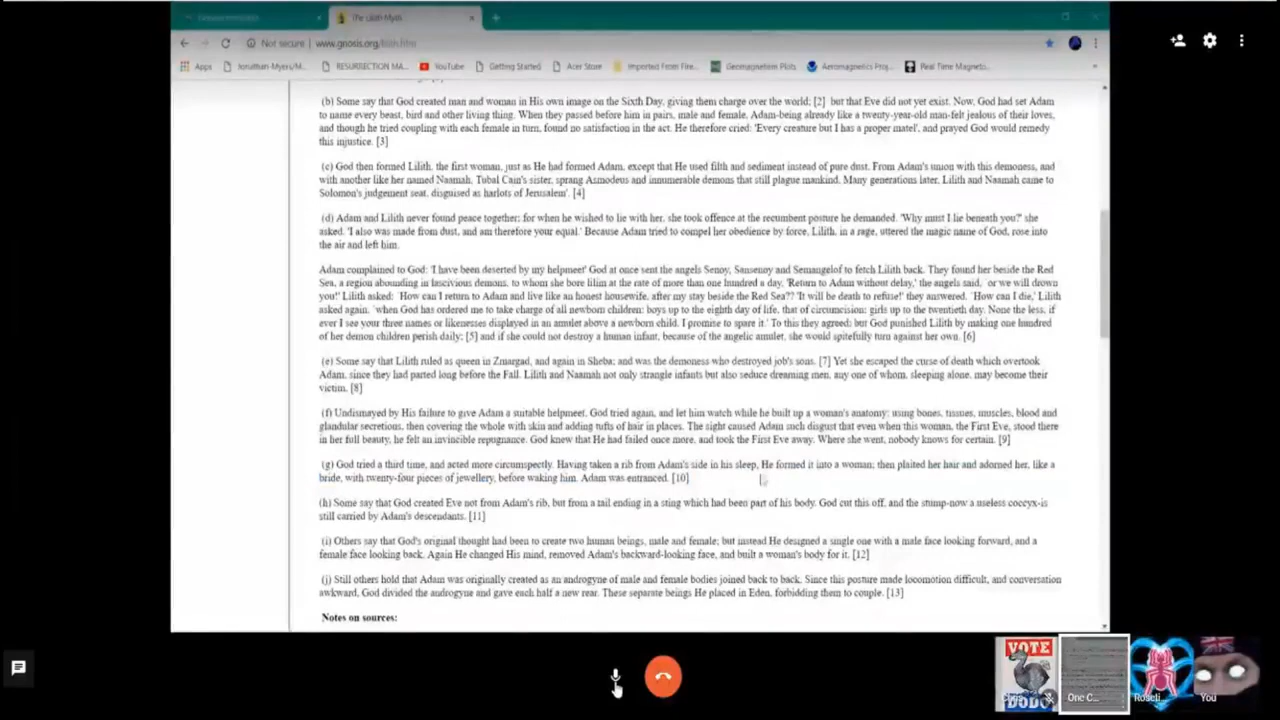 The Lilith Myth
Not secure | www.gnosis.org/lilith.htm
Apps Jonathan Myers/M... RESURRECTION MA... YouTube Getting Started Acer Store Imported From Fire... Geomagnetism Plots Aeromagnetics Proj... Real Time Magneto...
(b) Some say that God created man and woman in His own image on the Sixth Day, giving them charge over the world; [2] but that Eve did not yet exist. Now, God had set Adam
to name every beast, bird and other living thing. When they passed before him in pairs, male and female, Adam-being already like a twenty-year-old man-felt jealous of their loves,
and though he tried coupling with each female in turn, found no satisfaction in the act. He therefore cried: 'Every creature but I has a proper mate!', and prayed God would remedy
this injustice. [3]
(c) God then formed Lilith, the first woman, just as He had formed Adam, except that He used filth and sediment instead of pure dust. From Adam's union with this demoness, and
with another like her named Naamah, Tubal Cain's sister, sprang Asmodeus and innumerable demons that still plague mankind. Many generations later, Lilith and Naamah came to
Solomon's judgement seat, disguised as harlots of Jerusalem'. [4]
(d) Adam and Lilith never found peace together; for when he wished to lie with her, she took offence at the recumbent posture he demanded. 'Why must I lie beneath you?' she
asked. 'I also was made from dust, and am therefore your equal.' Because Adam tried to compel her obedience by force, Lilith, in a rage, uttered the magic name of God, rose into
the air and left him.
Adam complained to God: 'I have been deserted by my helpmeet' God at once sent the angels Senoy, Sansenoy and Semangelof to fetch Lilith back. They found her beside the Red
Sea, a region abounding in lascivious demons, to whom she bore lilim at the rate of more than one hundred a day. 'Return to Adam without delay,' the angels said, 'or we will drown
you!' Lilith asked: 'How can I return to Adam and live like an honest housewife, after my stay beside the Red Sea?? 'It will be death to refuse!' they answered. 'How can I die,' Lilith
asked again, 'when God has ordered me to take charge of all newborn children: boys up to the eighth day of life, that of circumcision; girls up to the twentieth day. None the less, if
ever I see your three names or likenesses displayed in an amulet above a newborn child, I promise to spare it.' To this they agreed; but God punished Lilith by making one hundred
of her demon children perish daily; [5] and if she could not destroy a human infant, because of the angelic amulet, she would spitefully turn against her own. [6]
(e) Some say that Lilith ruled as queen in Zmargad, and again in Sheba; and was the demoness who destroyed job's sons. [7] Yet she escaped the curse of death which overtook
Adam, since they had parted long before the Fall. Lilith and Naamah not only strangle infants but also seduce dreaming men, any one of whom, sleeping alone, may become their
victim. [8]
(f) Undismayed by His failure to give Adam a suitable helpmeet, God tried again, and let him watch while he built up a woman's anatomy: using bones, tissues, muscles, blood and
glandular secretions, then covering the whole with skin and adding tufts of hair in places. The sight caused Adam such disgust that even when this woman, the First Eve, stood there
in her full beauty, he felt an invincible repugnance. God knew that He had failed once more, and took the First Eve away. Where she went, nobody knows for certain. [9]
(g) God tried a third time, and acted more circumspectly. Having taken a rib from Adam's side in his sleep, He formed it into a woman; then plaited her hair and adorned her, like a
bride, with twenty-four pieces of jewellery, before waking him. Adam was entranced. [10]
(h) Some say that God created Eve not from Adam's rib, but from a tail ending in a sting which had been part of his body. God cut this off, and the stump-now a useless coccyx-is
still carried by Adam's descendants. [11]
(i) Others say that God's original thought had been to create two human beings, male and female; but instead He designed a single one with a male face looking forward, and a
female face looking back. Again He changed His mind, removed Adam's backward-looking face, and built a woman's body for it. [12]
(j) Still others hold that Adam was originally created as an androgyne of male and female bodies joined back to back. Since this posture made locomotion difficult, and conversation
awkward, God divided the androgyne and gave each half a new rear. These separate beings He placed in Eden, forbidding them to couple. [13]
Notes on sources:
VOTE
DODO
One C...
Roseti...
You